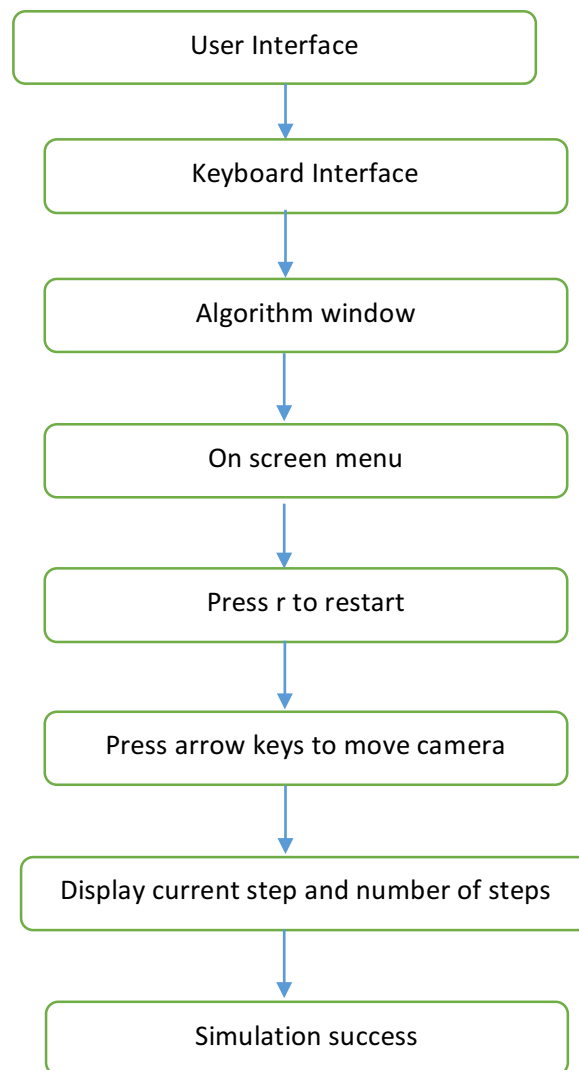 User Interface
Keyboard Interface
Algorithm window
On screen menu
Press r to restart
Press arrow keys to move camera
Display current step and number of steps
Simulation success